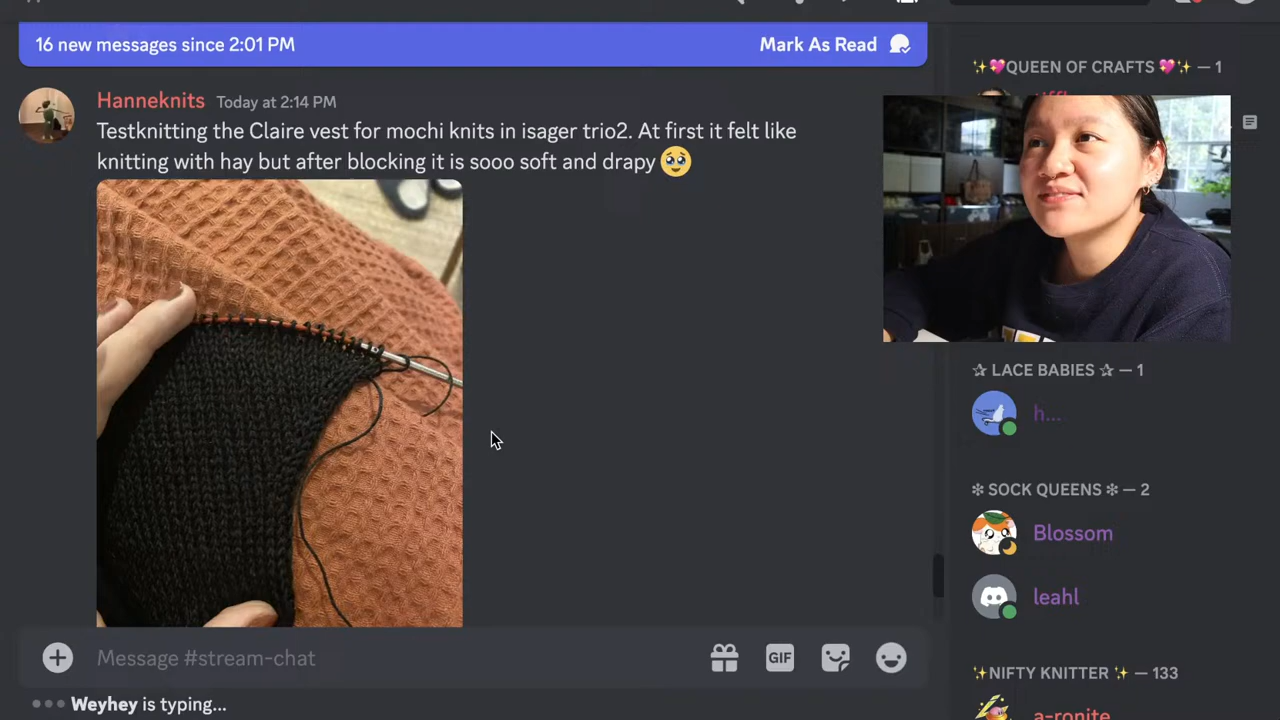 16 new messages since 2:01 PM
Mark As Read
Hanneknits Today at 2:14 PM
Testknitting the Claire vest for mochi knits in isager trio2. At first it felt like
knitting with hay but after blocking it is sooo soft and drapy 🥹
Message #stream-chat
GIF
Weyhey is typing...
✨💖QUEEN OF CRAFTS 💖✨ — 1
✰ LACE BABIES ✰ — 1
h...
❇ SOCK QUEENS ❇ — 2
Blossom
leahl
✨NIFTY KNITTER ✨ — 133
a-ronite